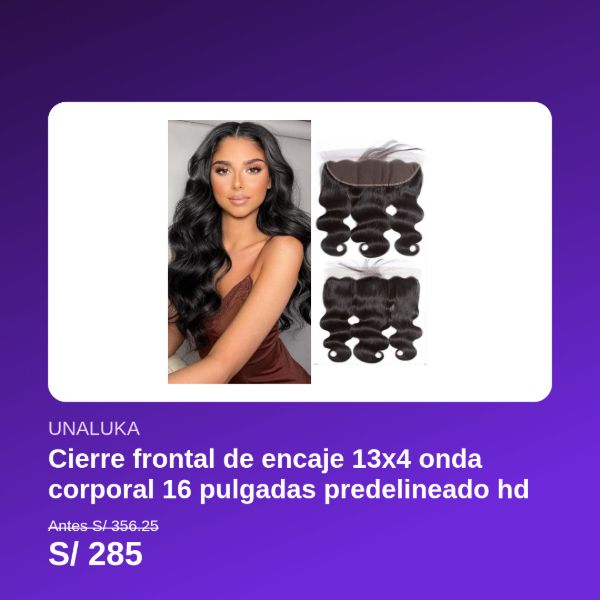 UNALUKA
Cierre frontal de encaje 13x4 onda
corporal 16 pulgadas predelineado hd
Antes S/ 356.25
S/ 285